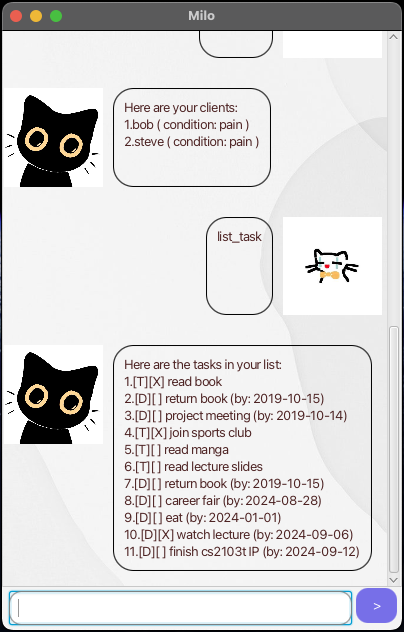 Milo
Here are your clients:
1.bob ( condition: pain )
2.steve ( condition: pain )
list_task
Here are the tasks in your list:
1.[T][X] read book
2.[D][ ] return book (by: 2019-10-15)
3.[D][ ] project meeting (by: 2019-10-14)
4.[T][X] join sports club
5.[T][ ] read manga
6.[T][ ] read lecture slides
7.[D][ ] return book (by: 2019-10-15)
8.[D][ ] career fair (by: 2024-08-28)
9.[D][ ] eat (by: 2024-01-01)
10.[D][X] watch lecture (by: 2024-09-06)
11.[D][ ] finish cs2103t IP (by: 2024-09-12)
>